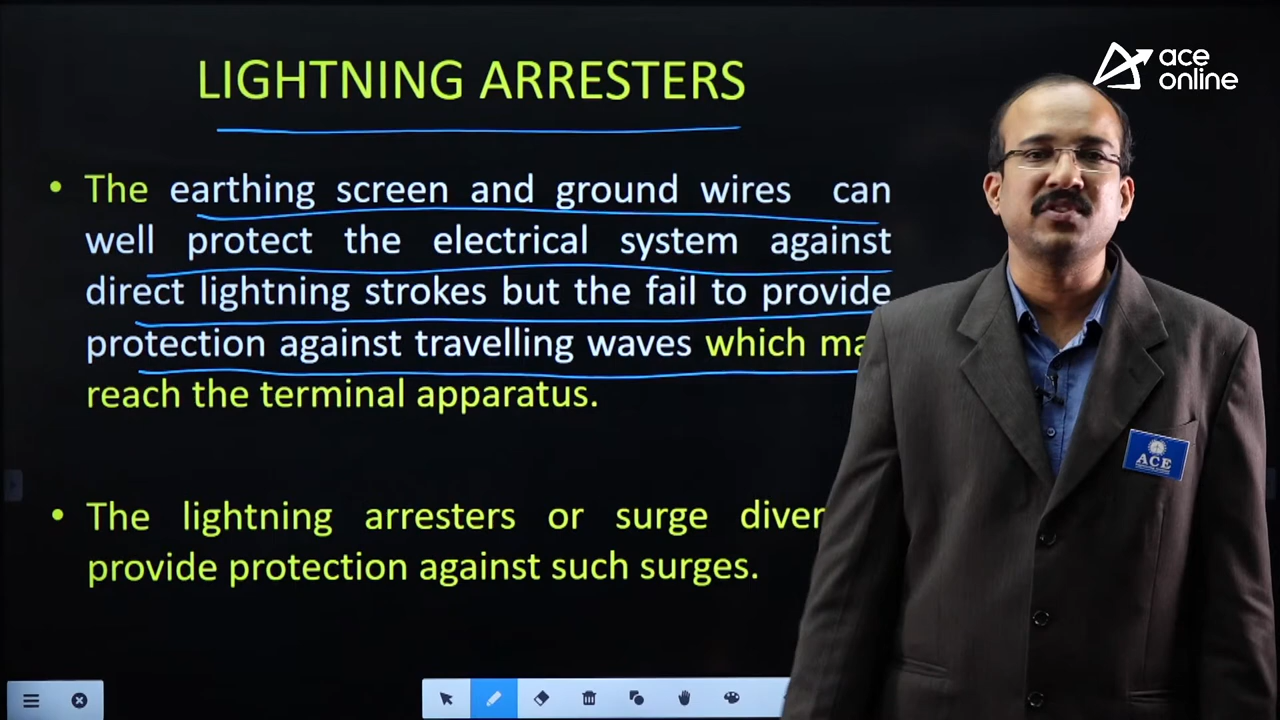 LIGHTNING ARRESTERS
ace
online
• The earthing screen and ground wires can
well protect the electrical system against
direct lightning strokes but the fail to provide
protection against travelling waves which
reach the terminal apparatus.
• The lightning arresters or surge
provide protection against such surges.
ACE